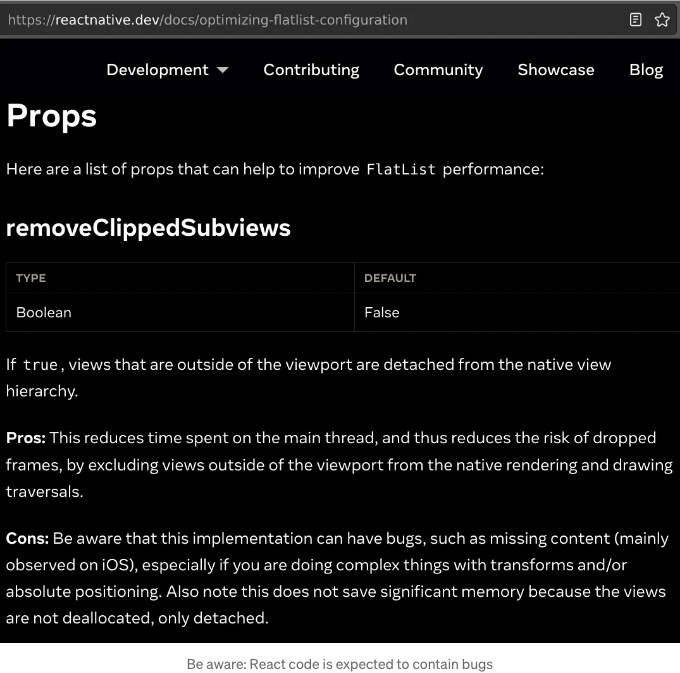 https://reactnative.dev/docs/optimizing-flatlist-configuration
Development Contributing Community Showcase Blog
Props
Here are a list of props that can help to improve FlatList performance:
removeClippedSubviews
TYPE DEFAULT
Boolean False
If true, views that are outside of the viewport are detached from the native view
hierarchy.
Pros: This reduces time spent on the main thread, and thus reduces the risk of dropped
frames, by excluding views outside of the viewport from the native rendering and drawing
traversals.
Cons: Be aware that this implementation can have bugs, such as missing content (mainly
observed on iOS), especially if you are doing complex things with transforms and/or
absolute positioning. Also note this does not save significant memory because the views
are not deallocated, only detached.
Be aware: React code is expected to contain bugs